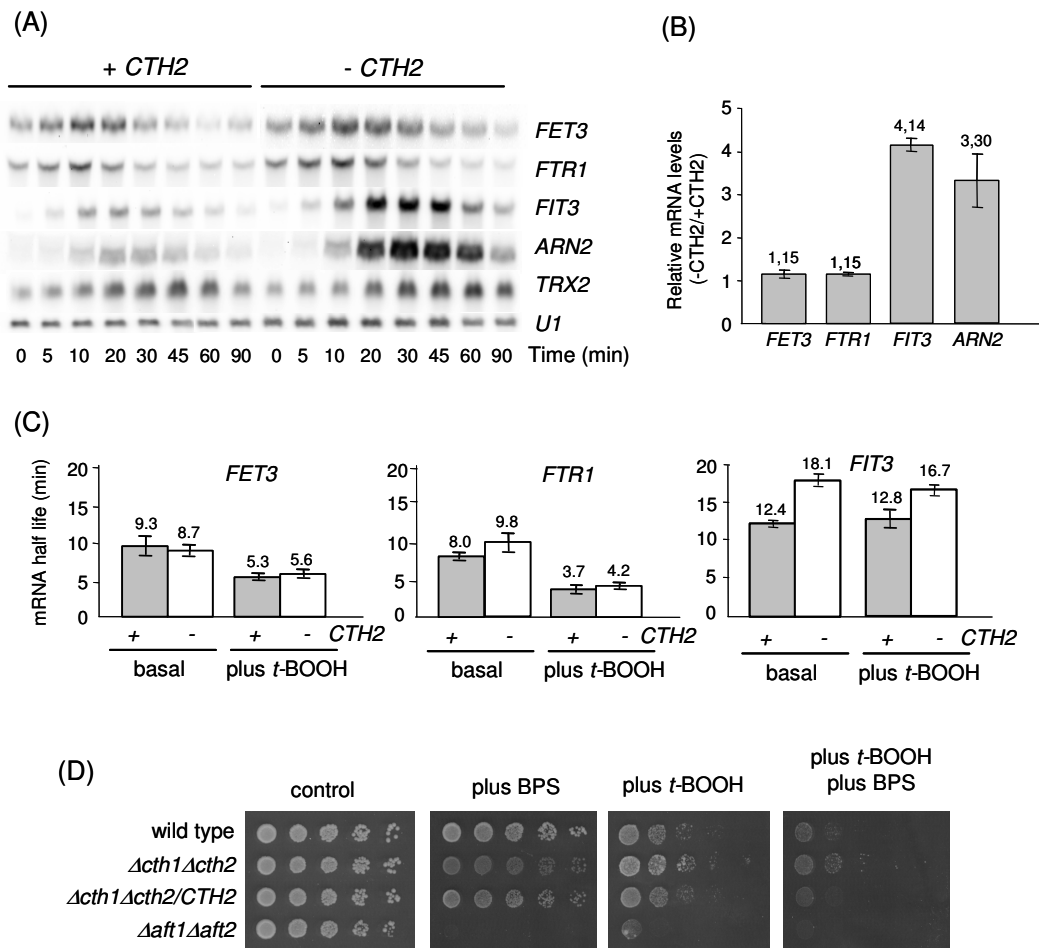 (A)
+ CTH2
- CTH2
FET3
FTR1
FIT3
ARN2
TRX2
U1
0 5 10 20 30 45 60 90 0 5 10 20 30 45 60 90 Time (min)
(B)
Relative mRNA levels
(-CTH2/+CTH2)
5
4
3
2
1
0
1,15
1,15
4,14
3,30
FET3 FTR1 FIT3 ARN2
(C)
mRNA half life (min)
FET3
20
15
10
5
0
9.3
8.7
5.3
5.6
+ - + - CTH2
basal plus t-BOOH
FTR1
20
15
10
5
0
8.0
9.8
3.7
4.2
+ - + - CTH2
basal plus t-BOOH
FIT3
20
15
10
5
0
12.4
18.1
12.8
16.7
+ - + - CTH2
basal plus t-BOOH
(D)
control
plus BPS
plus t-BOOH
plus t-BOOH
plus BPS
wild type
Δcth1Δcth2
Δcth1Δcth2/CTH2
Δaft1Δaft2